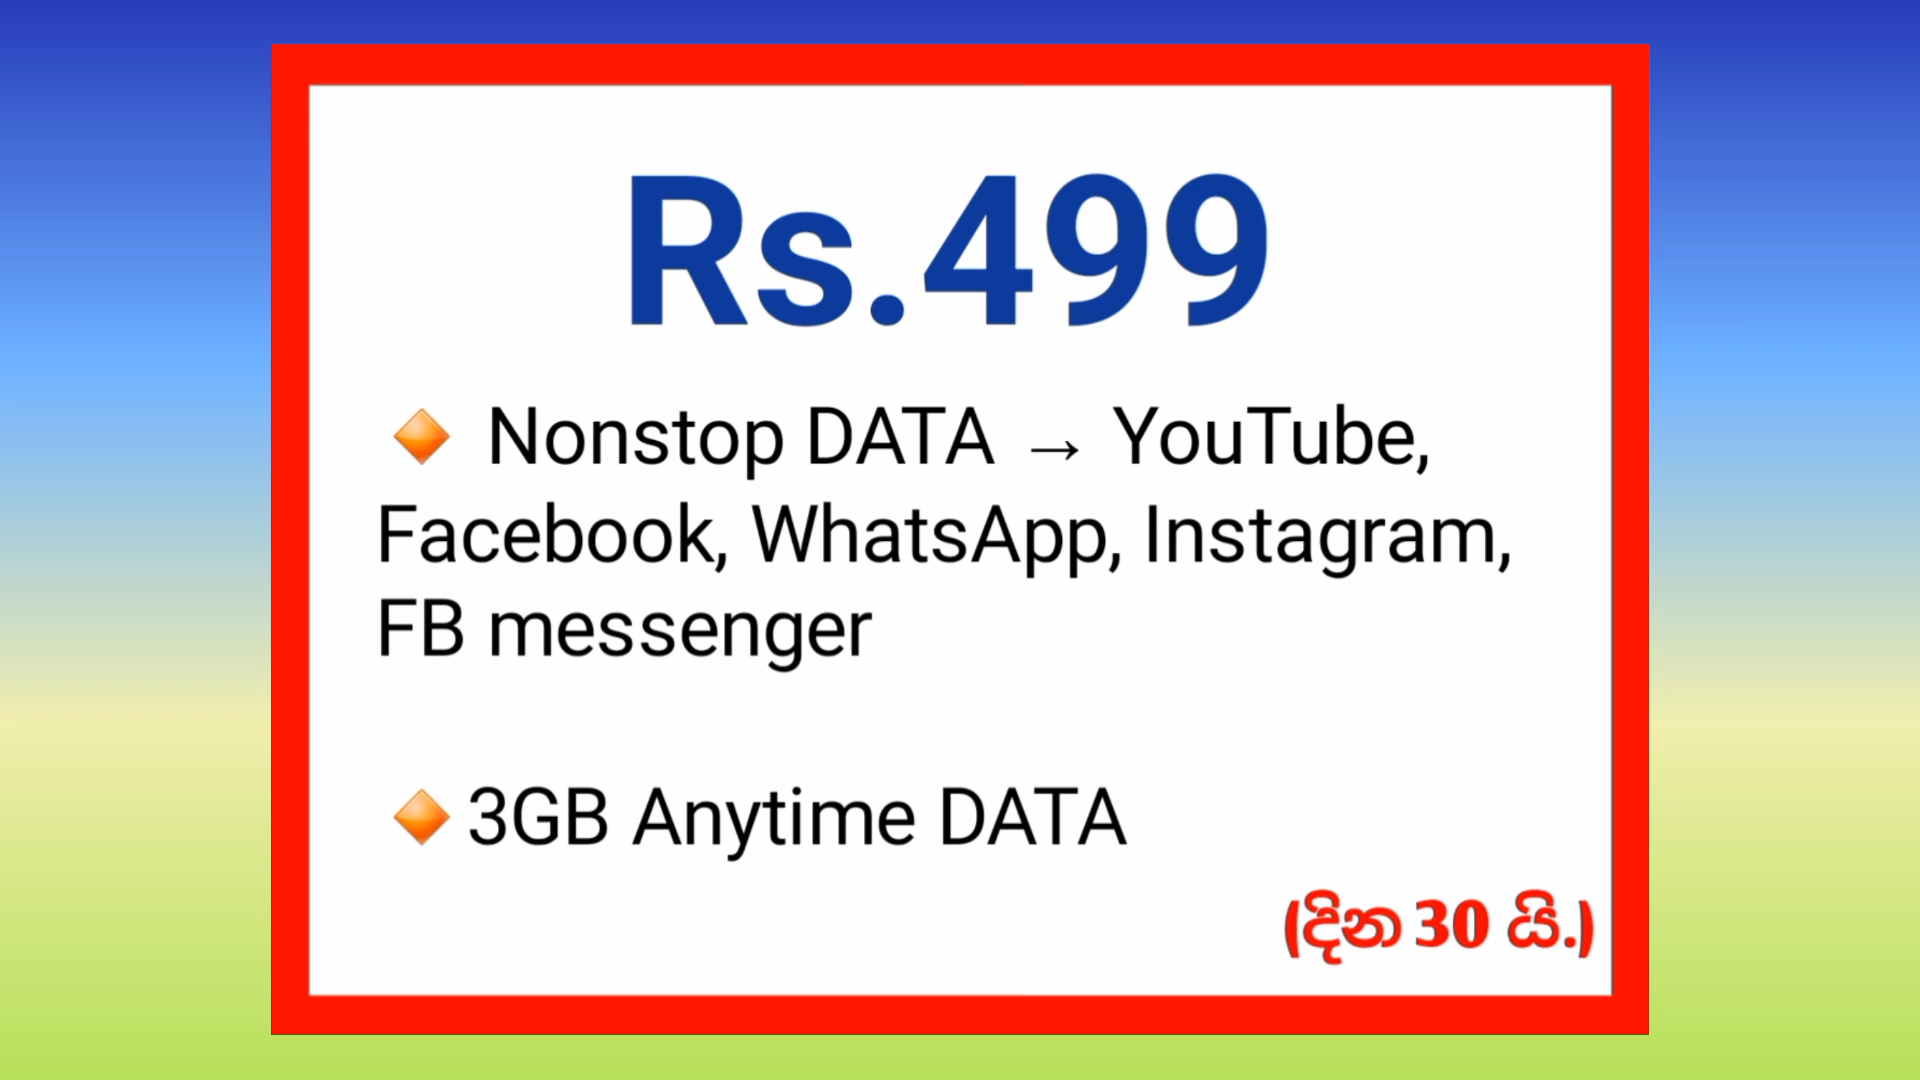 Rs.499
🔸 Nonstop DATA → YouTube,
Facebook, WhatsApp, Instagram,
FB messenger
🔸3GB Anytime DATA
(දින 30 යි.)